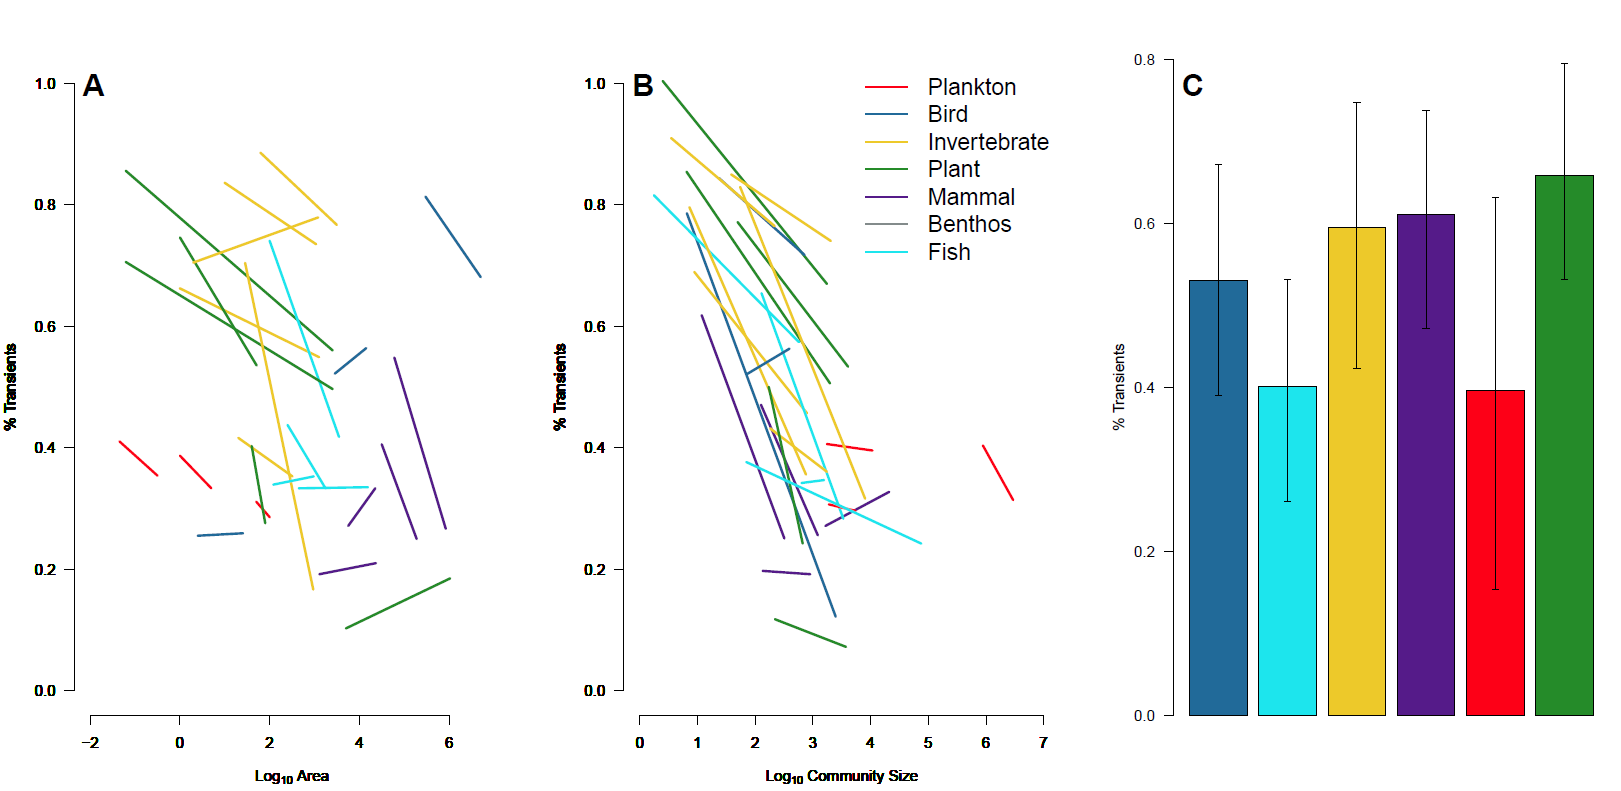 A
1.0
0.8
0.6
0.4
0.2
0.0
% Transients
−2 0 2 4 6
Log10 Area
B
1.0
0.8
0.6
0.4
0.2
0.0
% Transients
0 1 2 3 4 5 6 7
Log10 Community Size
Plankton
Bird
Invertebrate
Plant
Mammal
Benthos
Fish
C
0.8
0.6
0.4
0.2
0.0
% Transients